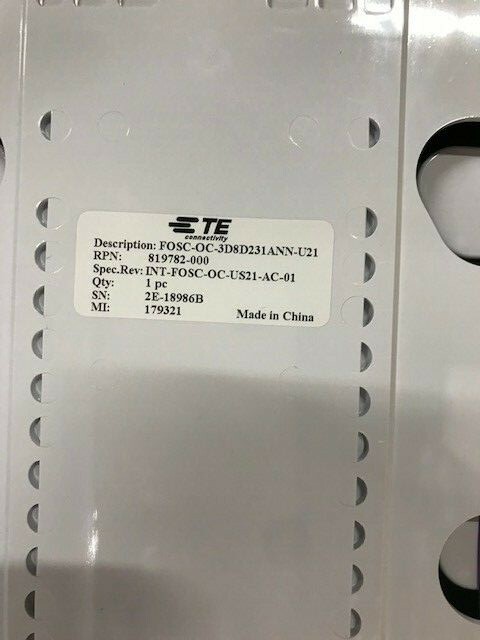 TE
connectivity
Description: FOSC-OC-3D8D231ANN-U21
RPN: 819782-000
Spec.Rev: INT-FOSC-OC-US21-AC-01
Qty: 1 pc
SN: 2E-18986B
MI: 179321 Made in China